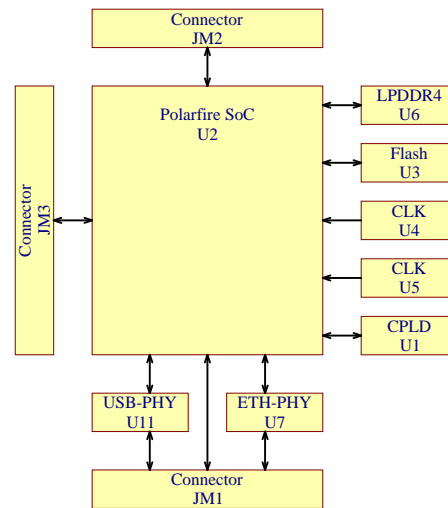 Connector
JM2
Polarfire SoC
U2
LPDDR4
U6
Flash
U3
CLK
U4
CLK
U5
CPLD
U1
Connector
JM3
USB-PHY
U11
ETH-PHY
U7
Connector
JM1